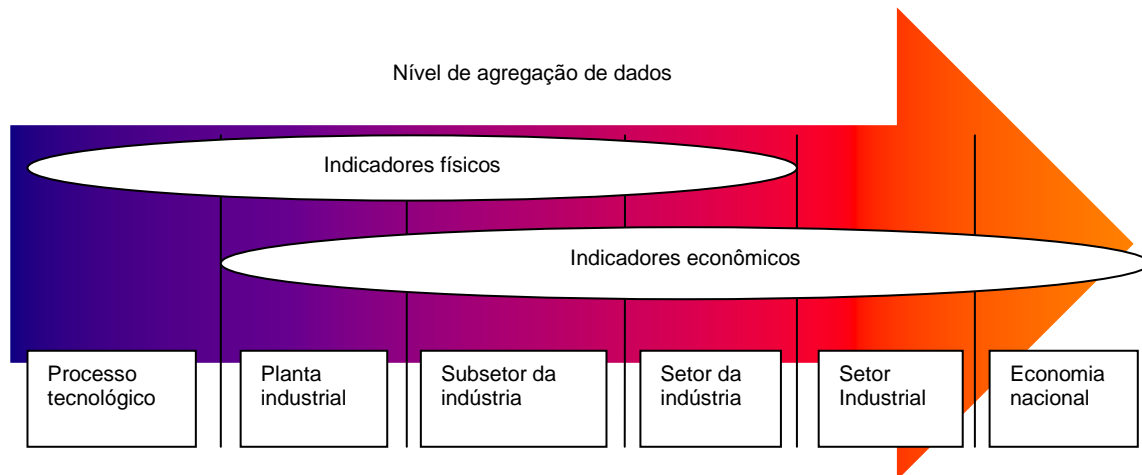 Nível de agregação de dados
Indicadores físicos
Indicadores econômicos
Processo
tecnológico
Planta
industrial
Subsetor da
indústria
Setor da
indústria
Setor
Industrial
Economia
nacional